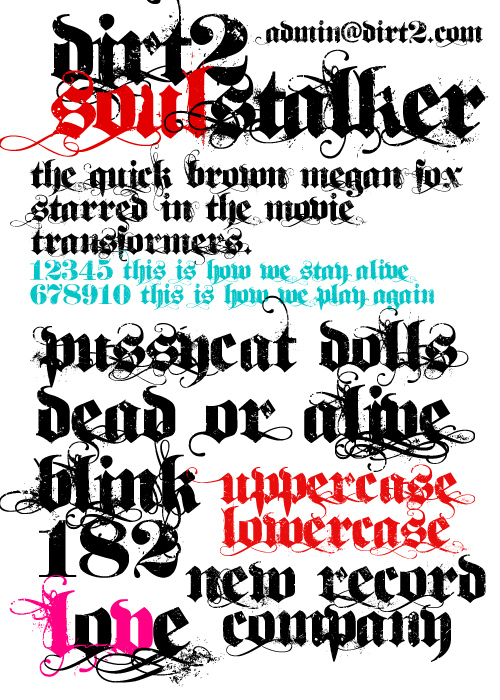 dirt2
admin@dirt2.com
soulstalker
the quick brown megan fox
starred in the movie
transformers.
12345 this is how we stay alive
678910 this is how we play again
pussycat dolls
dead or alive
blink
182
uppercase
lowercase
new record
company
love